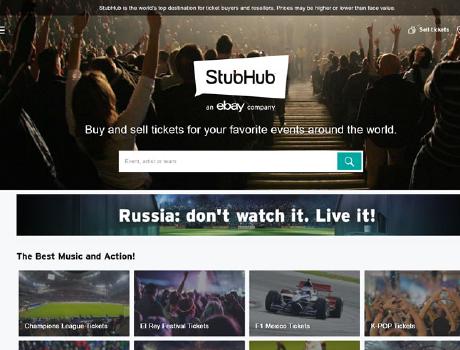 StubHub is the world's top destination for ticket buyers and resellers. Prices may be higher or lower than face value.
Sell tickets
StubHub
an ebay company
Buy and sell tickets for your favorite events around the world.
Event, artist or team
Russia: don't watch it. Live it!
The Best Music and Action!
Champions League Tickets
El Rey Festival Tickets
F1 Mexico Tickets
K-POP Tickets